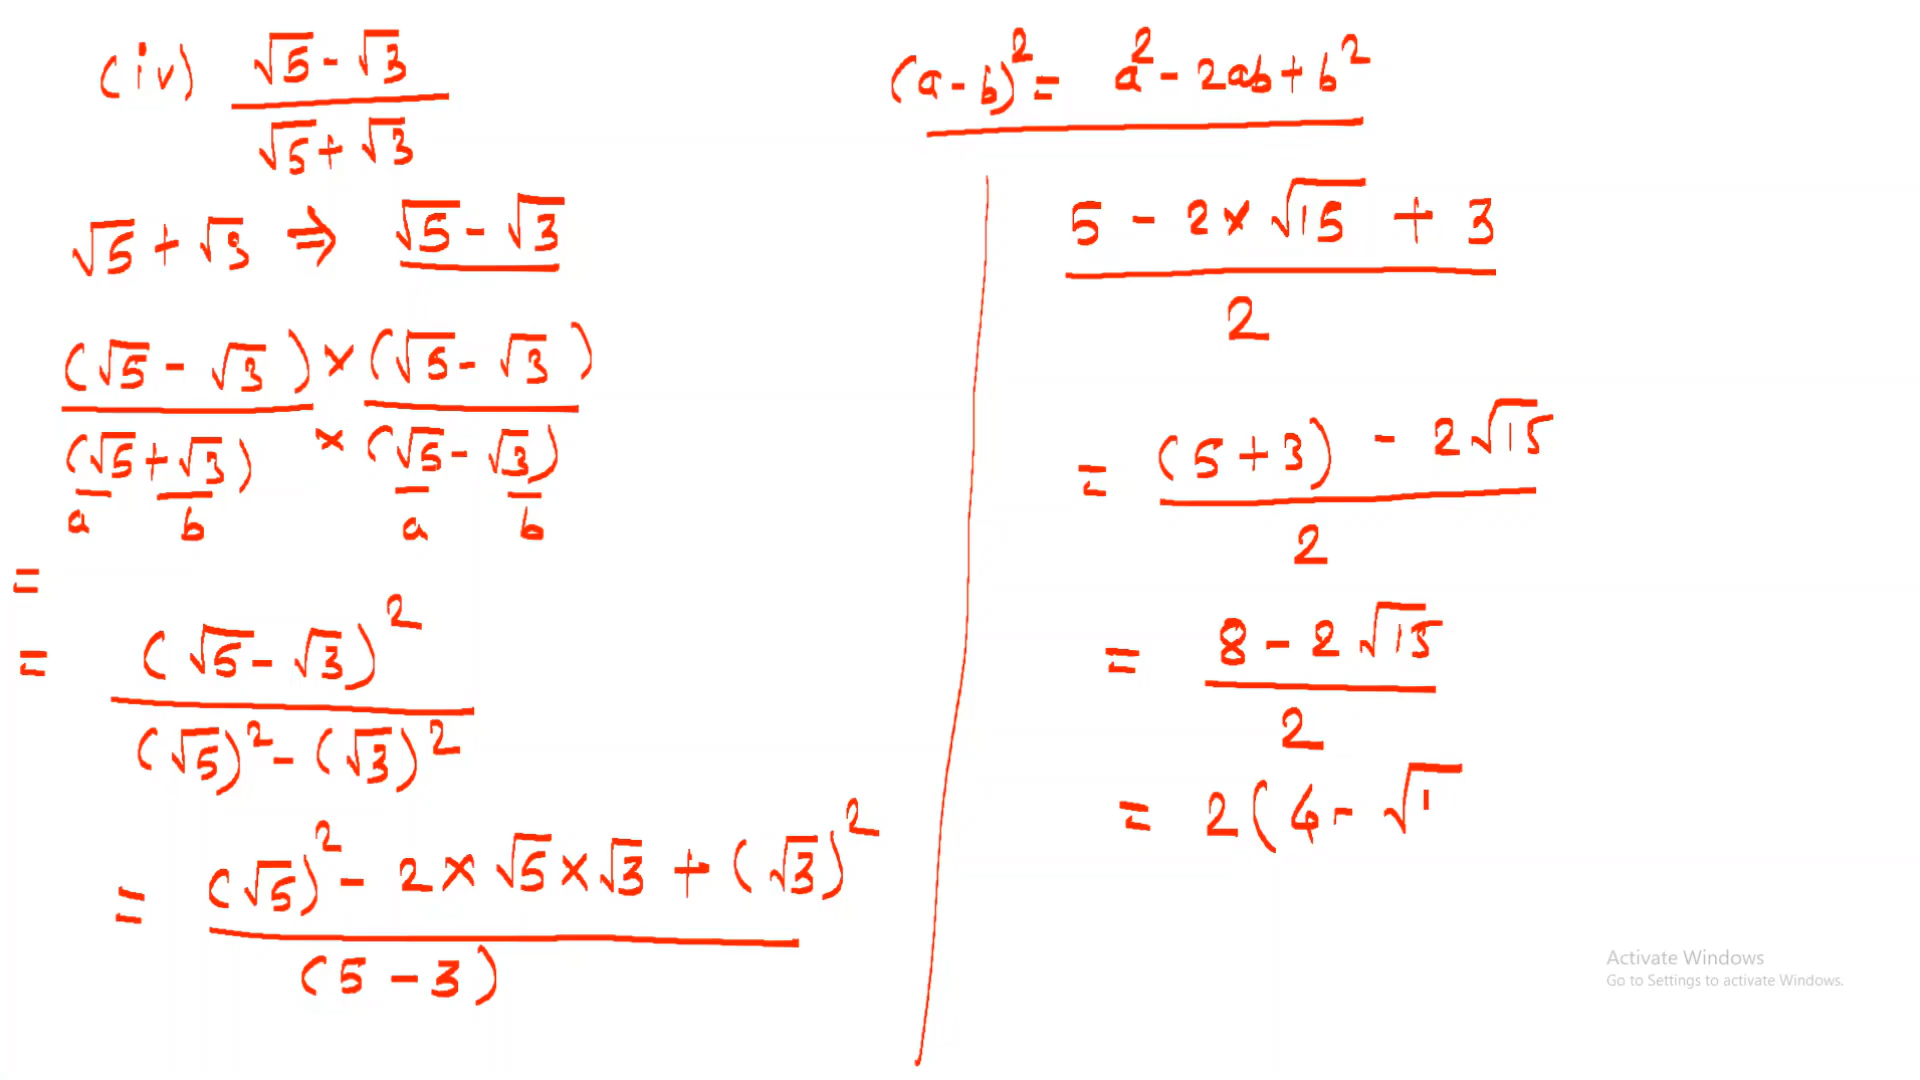 (iv) (√5 - √3) / (√5 + √3)
√5 + √3 ⇒ √5 - √3
(√5 - √3) × (√5 - √3)
(√5 + √3) × (√5 - √3)
a b a b
=
= (√5 - √3)² / ((√5)² - (√3)²)
= ((√5)² - 2 × √5 × √3 + (√3)²) / (5 - 3)
(a - b)² = a² - 2ab + b²
5 - 2 × √15 + 3
2
= ((5 + 3) - 2√15) / 2
= (8 - 2√15) / 2
= 2(4 - √1
Activate Windows
Go to Settings to activate Windows.